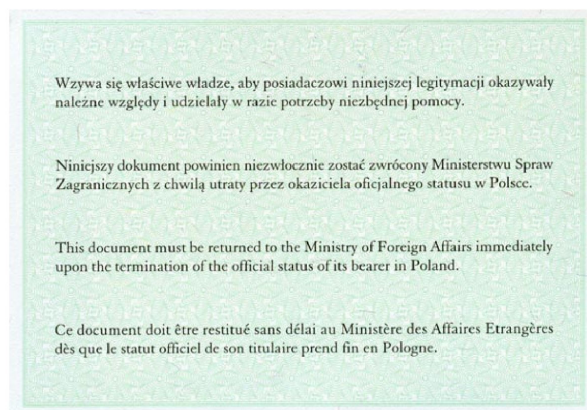 Wzywa się właściwe władze, aby posiadaczowi niniejszej legitymacji okazywały
należne względy i udzielały w razie potrzeby niezbędnej pomocy.
Niniejszy dokument powinien niezwłocznie zostać zwrócony Ministerstwu Spraw
Zagranicznych z chwilą utraty przez okaziciela oficjalnego statusu w Polsce.
This document must be returned to the Ministry of Foreign Affairs immediately
upon the termination of the official status of its bearer in Poland.
Ce document doit être restitué sans délai au Ministère des Affaires Etrangères
dès que le statut officiel de son titulaire prend fin en Pologne.